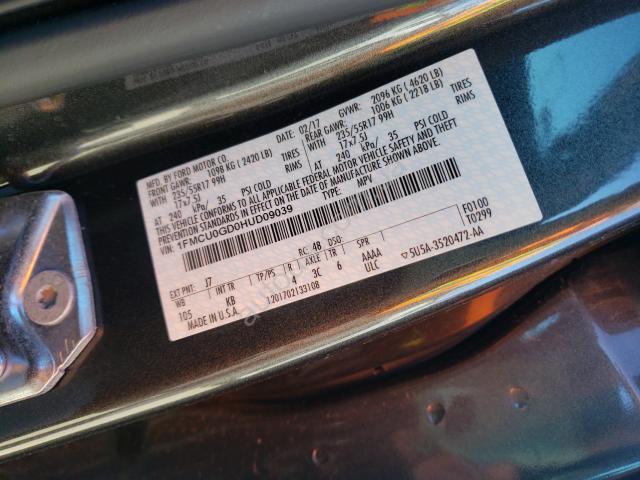 MFD. BY FORD MOTOR CO.
DATE: 02/17 GVWR: 2096 KG ( 4620 LB)
FRONT GAWR: 1098 KG ( 2420 LB) REAR GAWR: 1006 KG ( 2218 LB)
235/55R17 99H TIRES WITH 235/55R17 99H TIRES
17x7.5J RIMS 17x7.5J RIMS
AT 240 kPa/ 35 PSI COLD AT 240 kPa/ 35 PSI COLD
THIS VEHICLE CONFORMS TO ALL APPLICABLE FEDERAL MOTOR VEHICLE SAFETY AND THEFT
PREVENTION STANDARDS IN EFFECT ON THE DATE OF MANUFACTURE SHOWN ABOVE.
VIN: 1FMCU0GD0HUD09039
TYPE: MPV
F0100
T0299
EXT PNT: J7 RC: 48 DSO:
WB INT TR TP/PS R AXLE TR SPR
105 KB 4 3C 6 AAAA
ULC 5U5A-3520472-AA
MADE IN U.S.A. 1201702133108